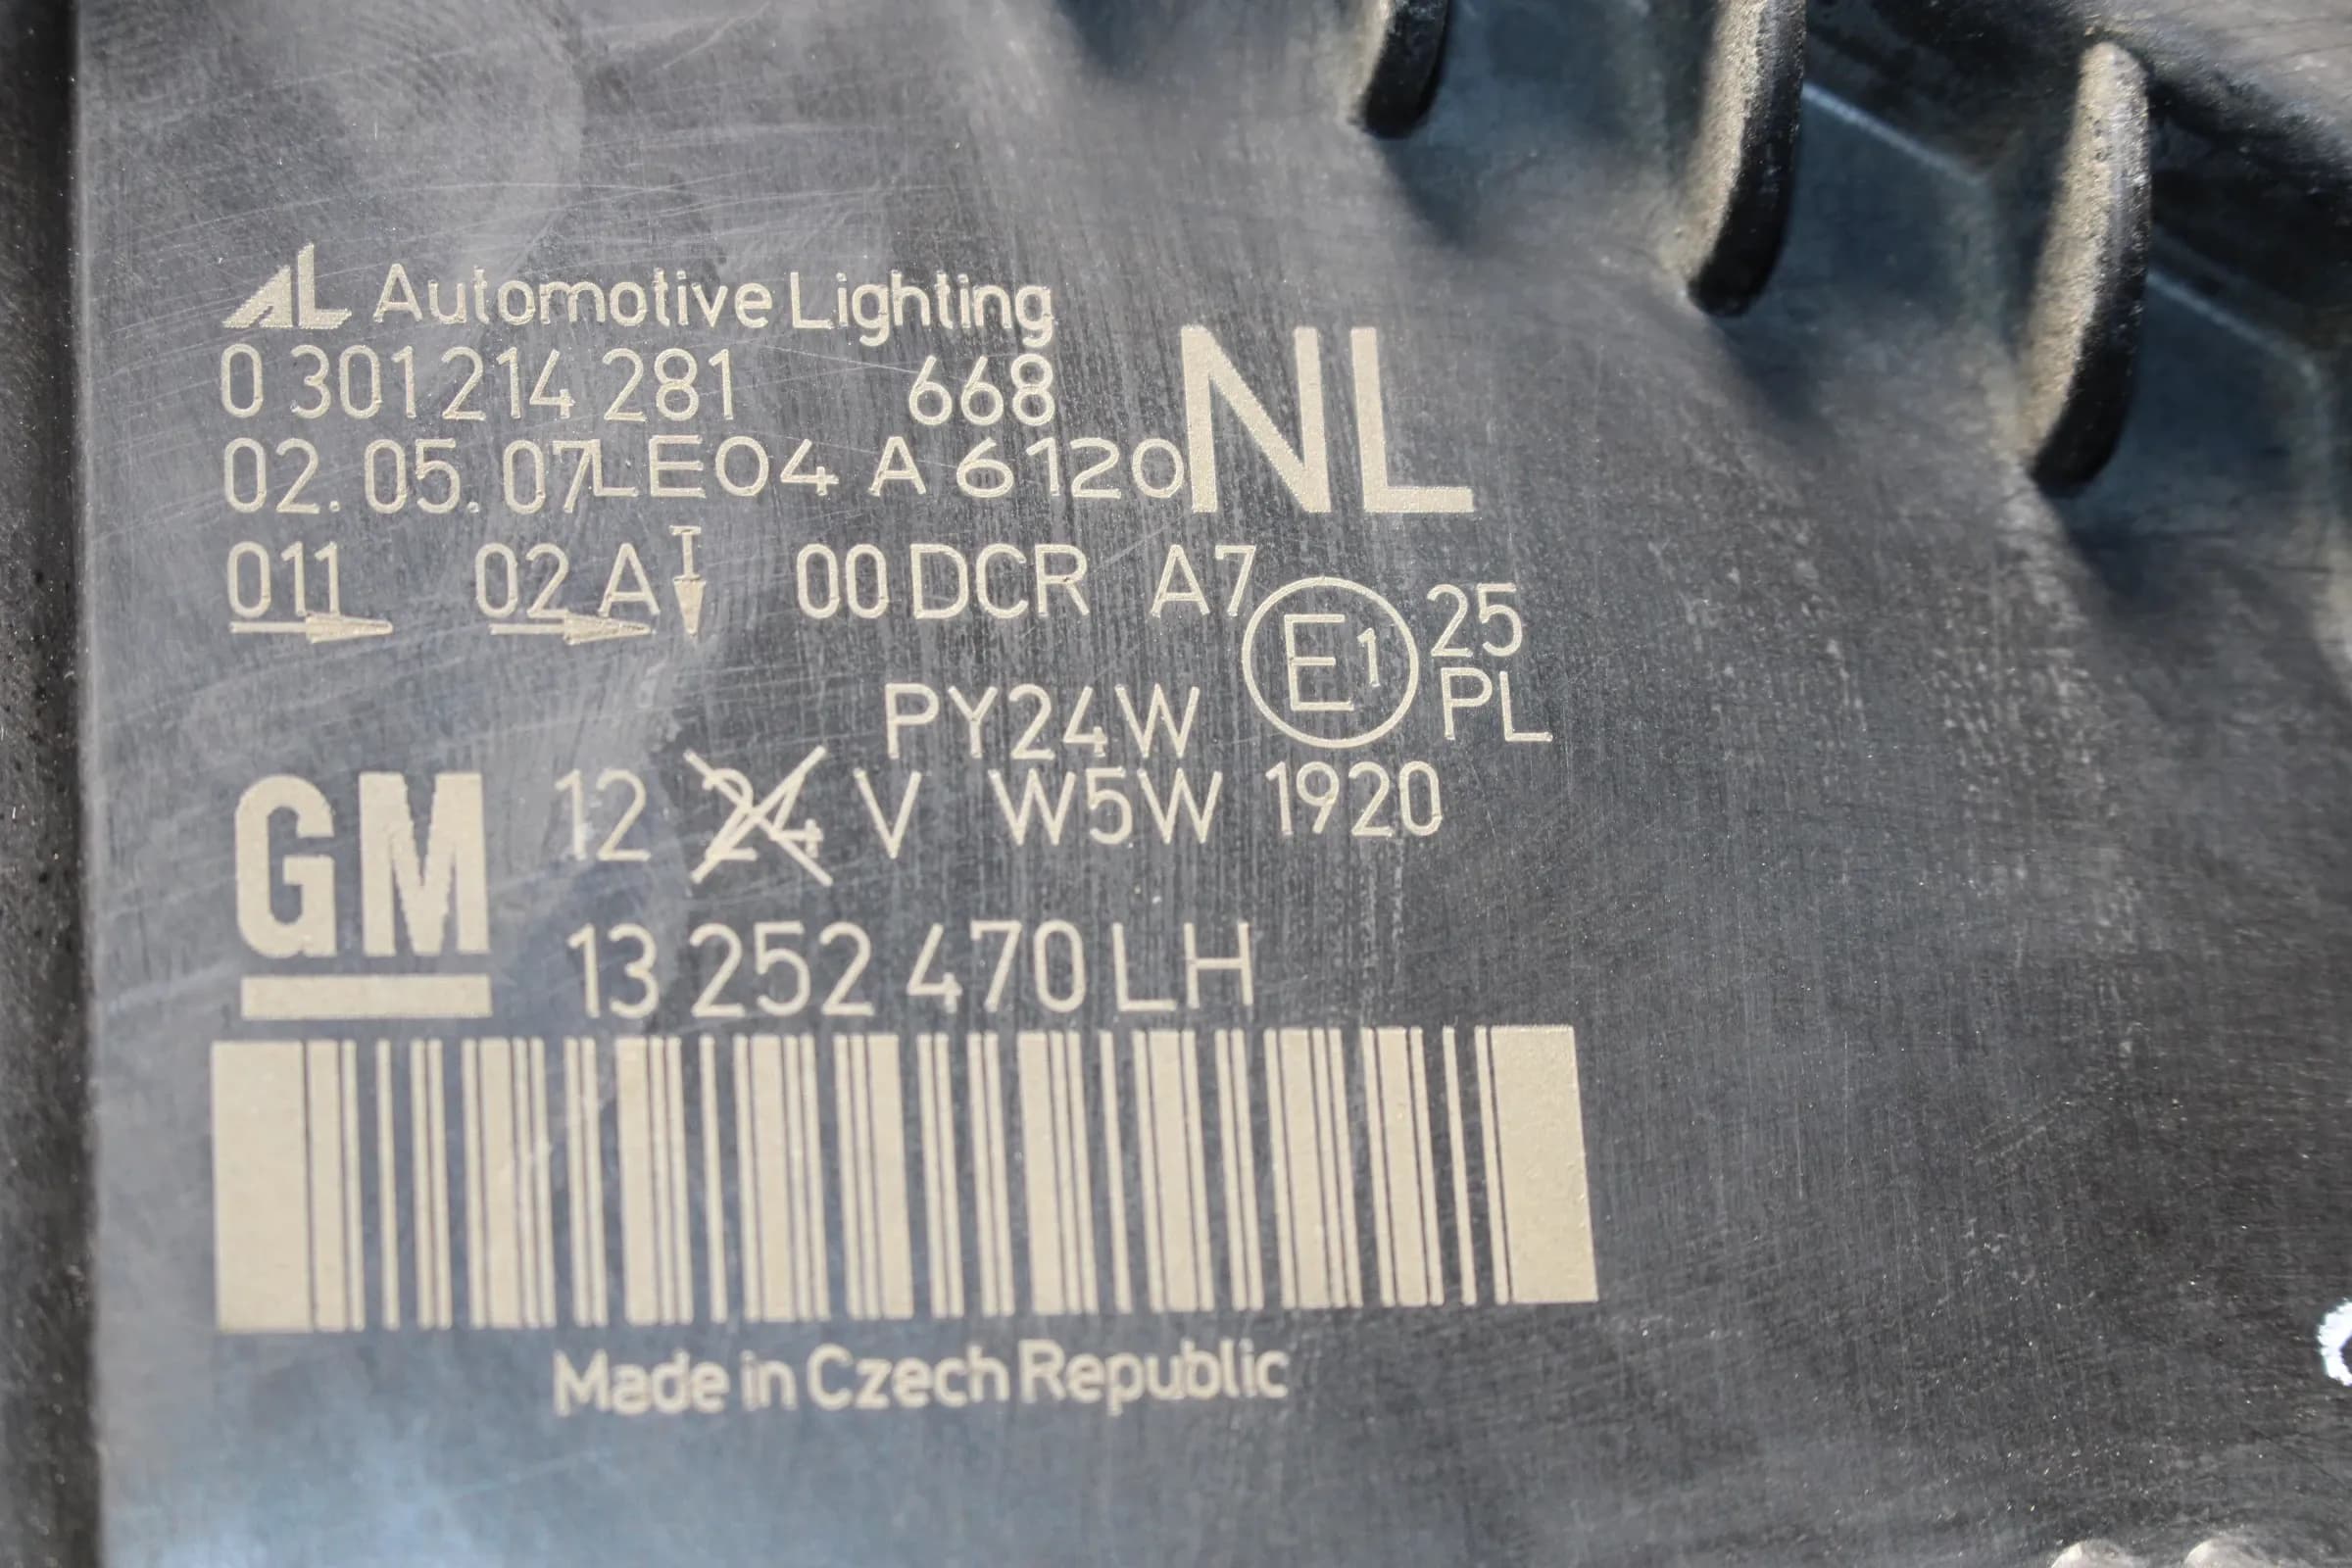 AL Automotive Lighting
0 301 214 281 668
NL
02. 05. 07 LE04 A 6120
011 02 A I 00 DCR A7
E1 25
PL
PY24W
GM
12 24 V W5W 1920
13 252 470 LH
Made in Czech Republic